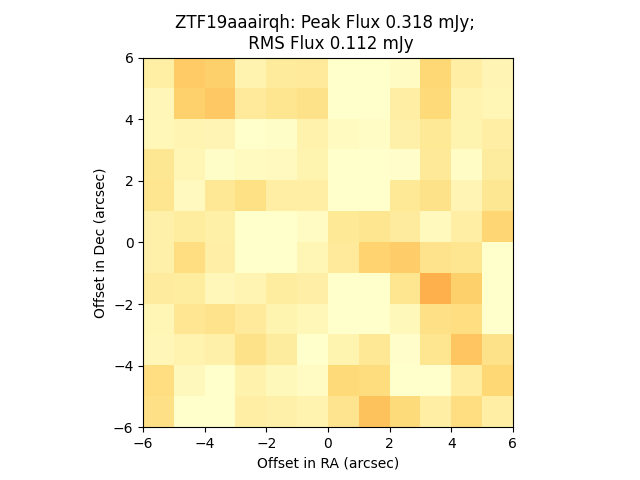 ZTF19aaairqh: Peak Flux 0.318 mJy;
RMS Flux 0.112 mJy
6
4
2
0
−2
−4
−6
Offset in Dec (arcsec)
−6 −4 −2 0 2 4 6
Offset in RA (arcsec)